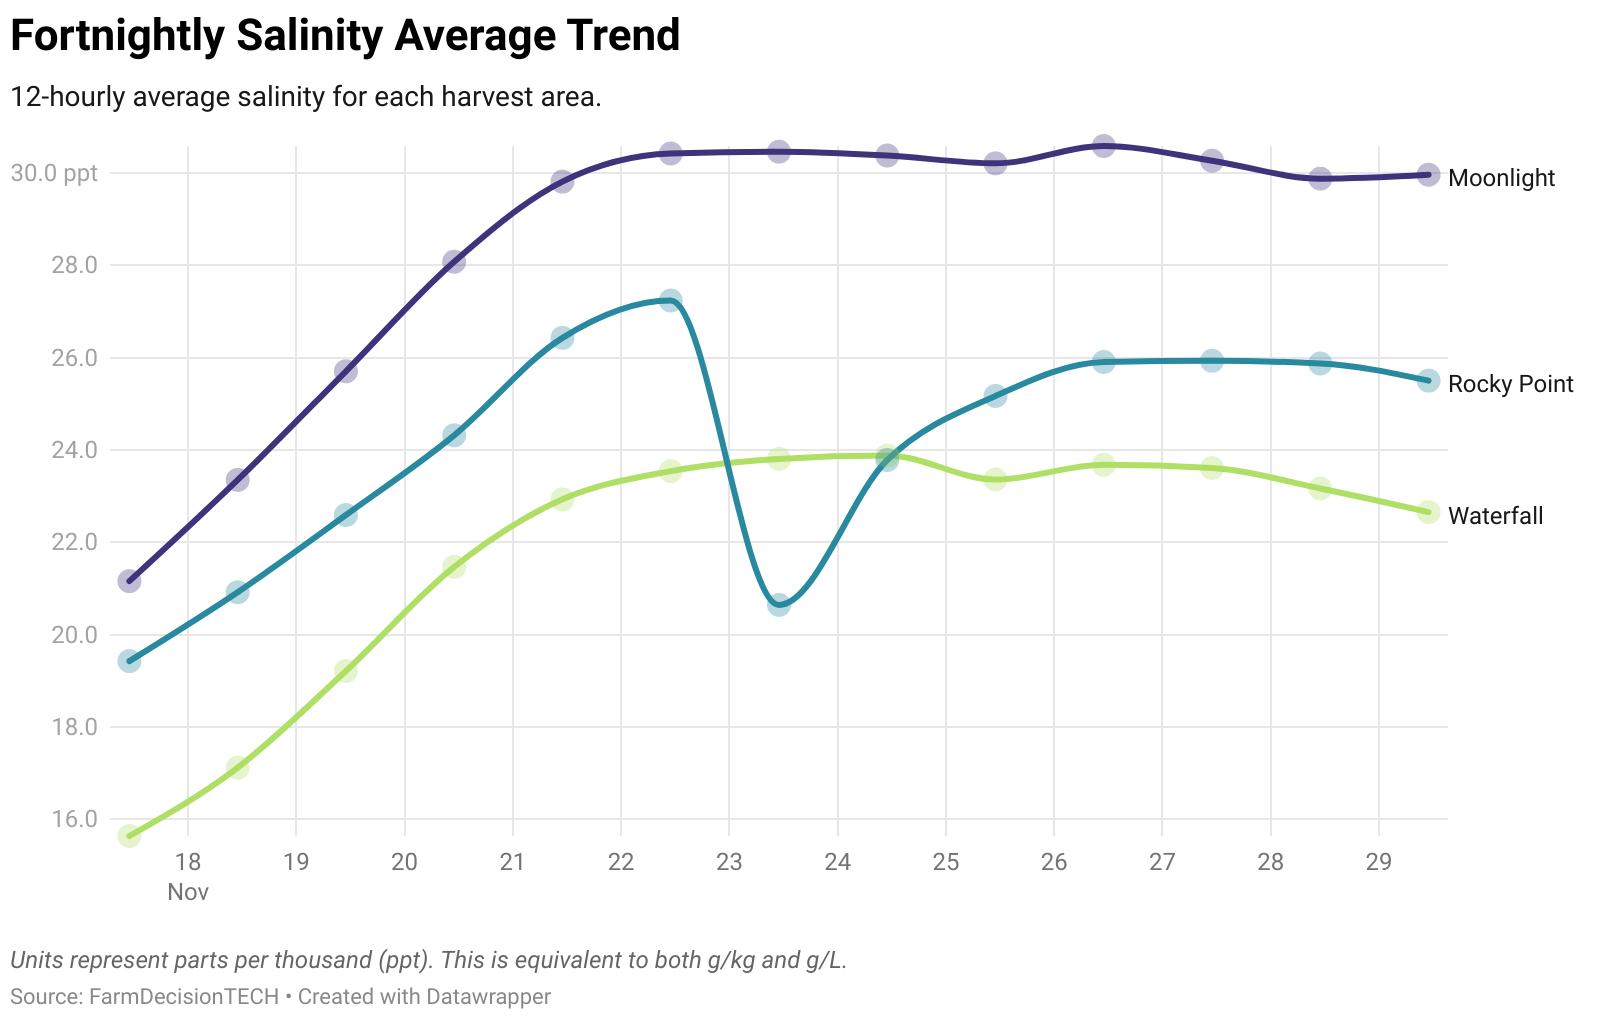 Fortnightly Salinity Average Trend
12-hourly average salinity for each harvest area.
30.0 ppt
28.0
26.0
24.0
22.0
20.0
18.0
16.0
Moonlight
Rocky Point
Waterfall
18 19 20 21 22 23 24 25 26 27 28 29
Nov
Units represent parts per thousand (ppt). This is equivalent to both g/kg and g/L.
Source: FarmDecisionTECH • Created with Datawrapper